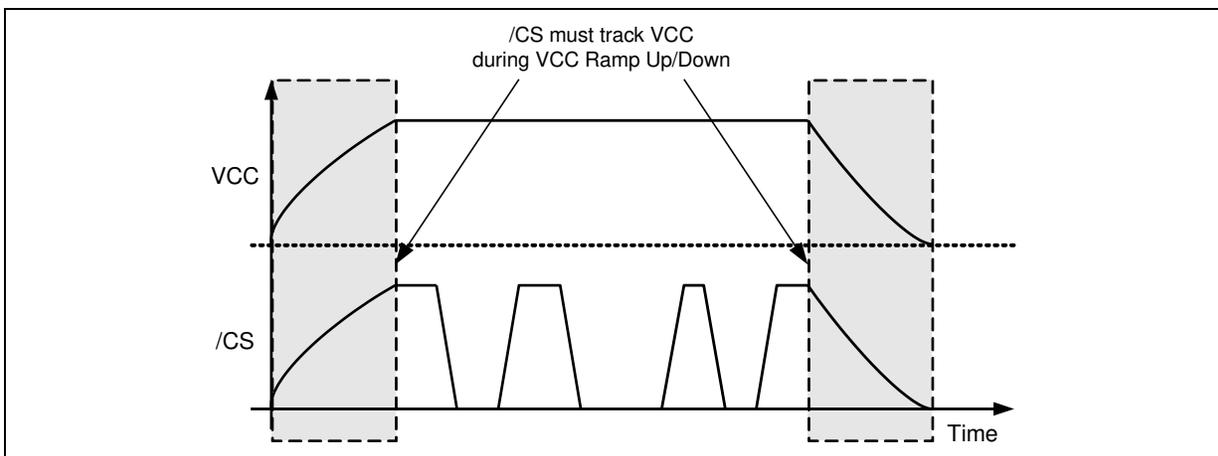 /CS must track VCC
during VCC Ramp Up/Down
VCC
/CS
Time